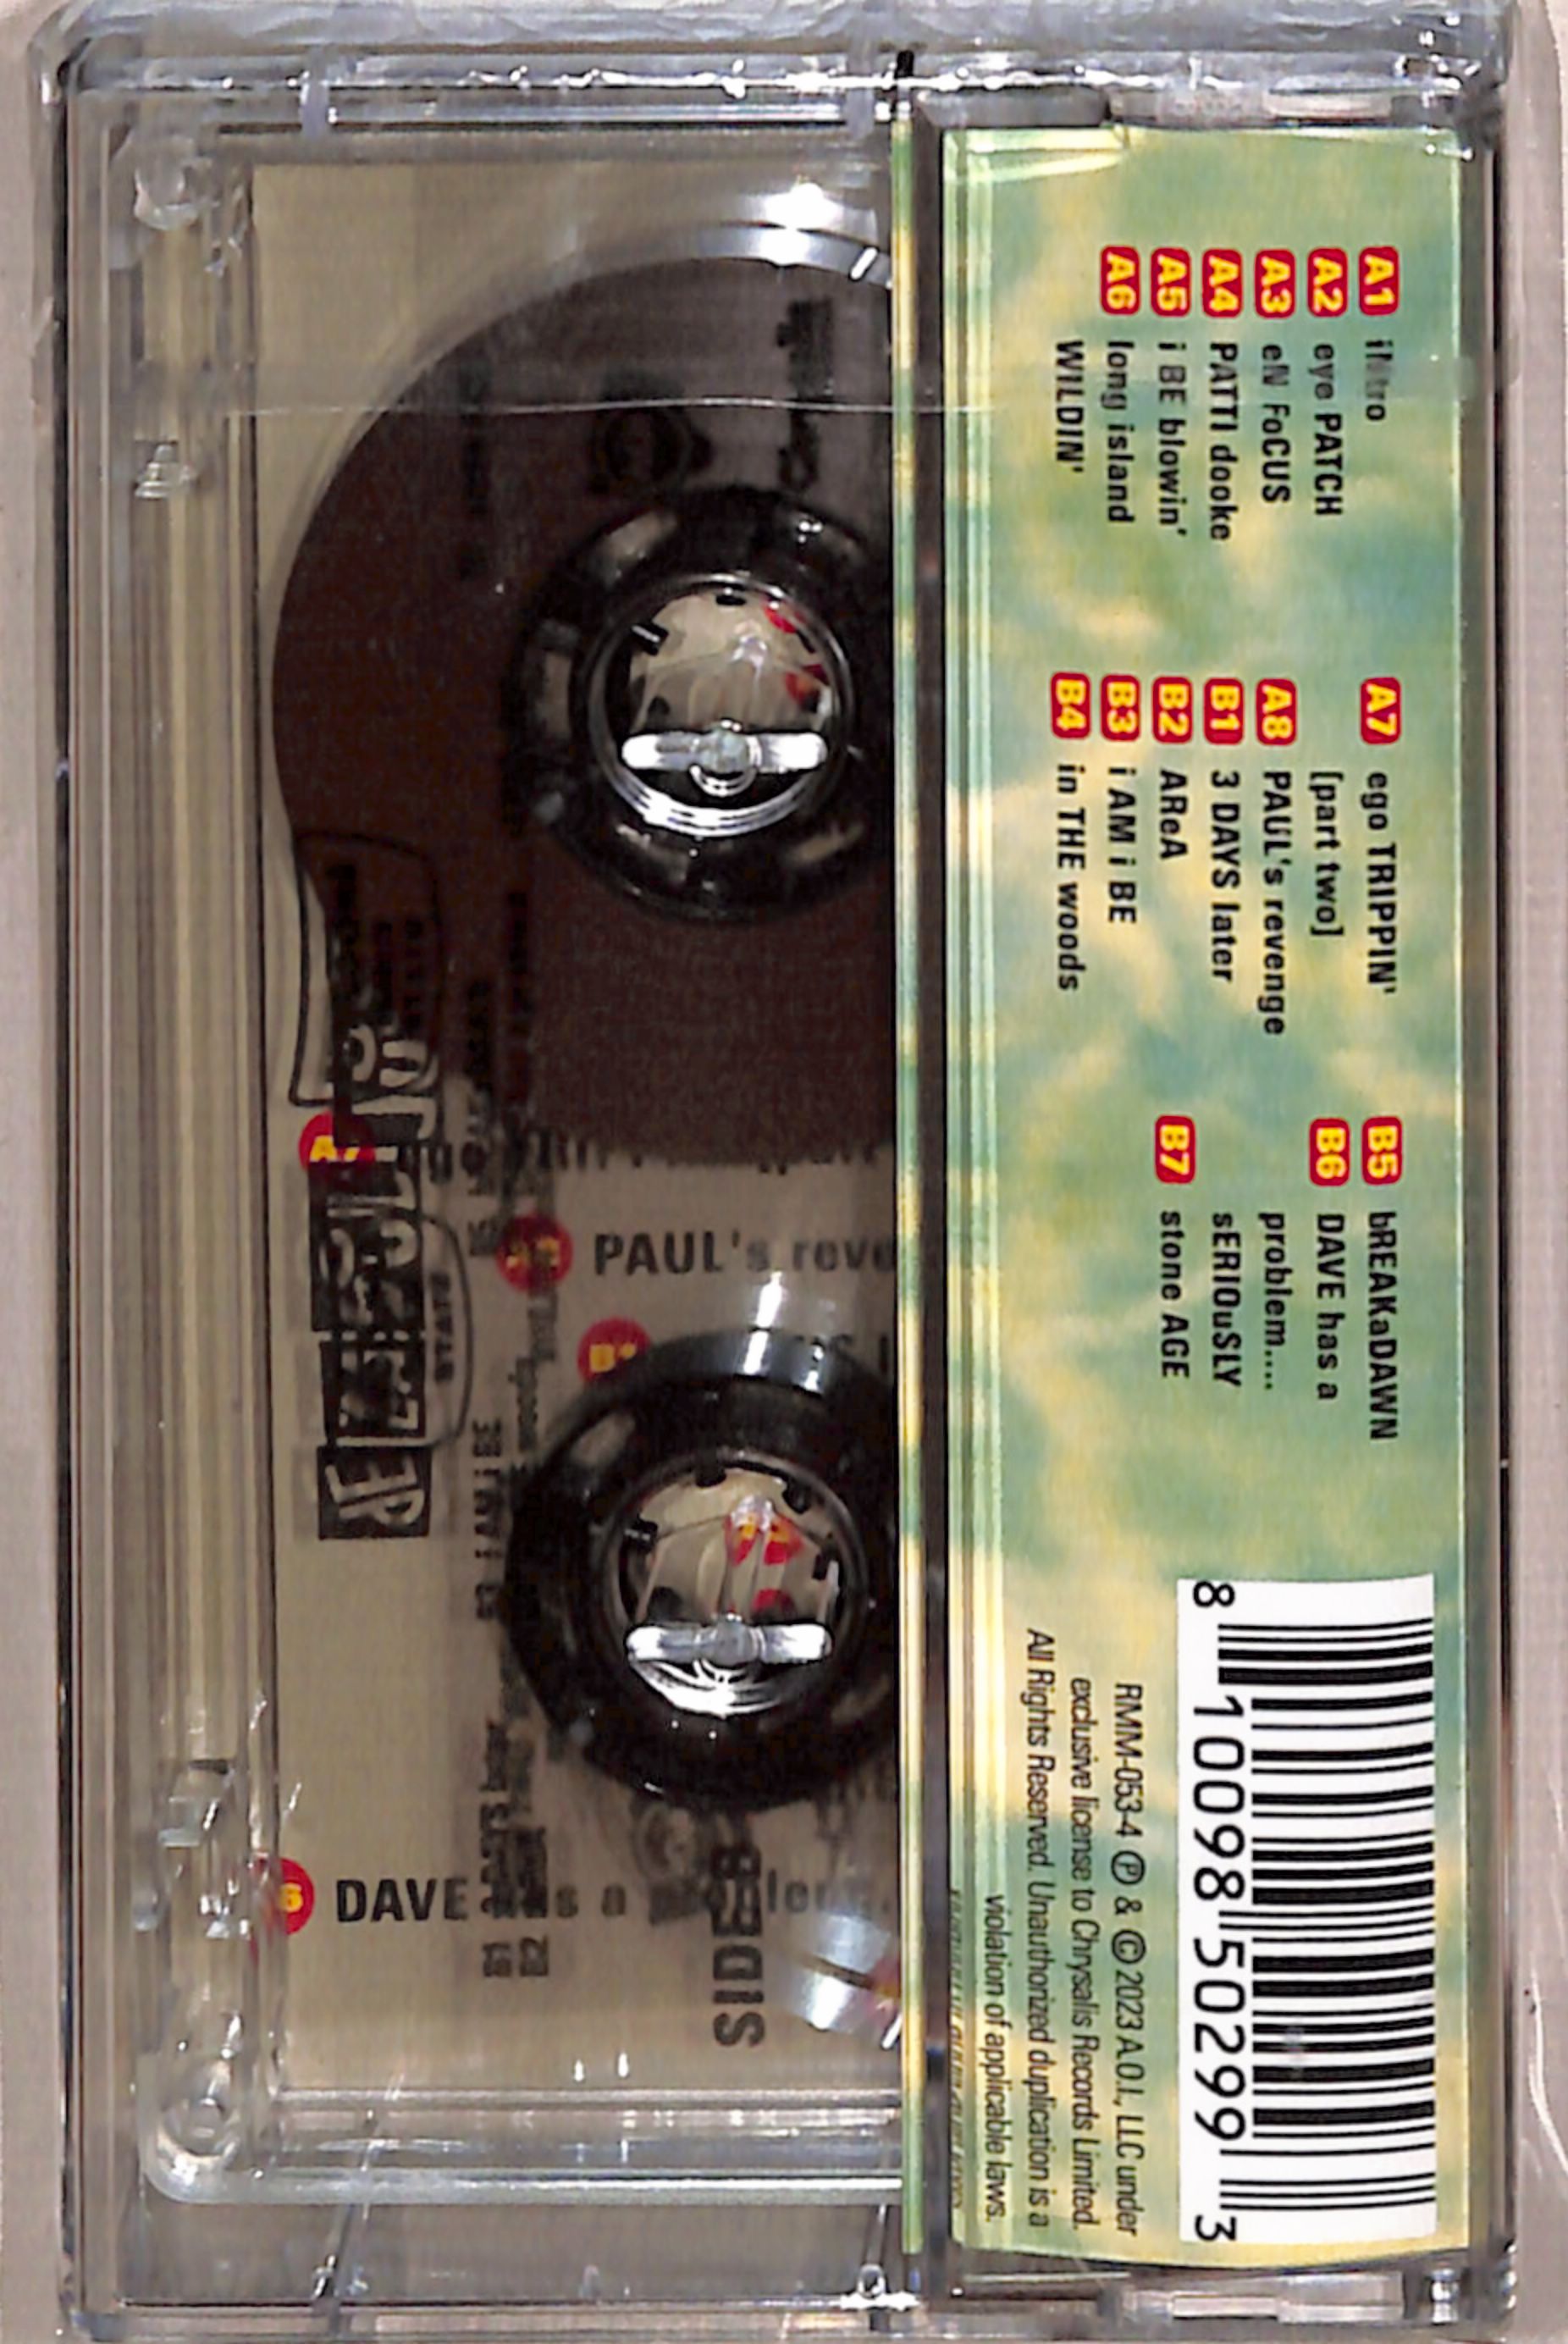 A1 iNtro
A2 eye PATCH
A3 eN FoCUS
A4 PATTI dooke
A5 i BE blowin'
A6 long island
WILDIN'
A7 ego TRIPPIN'
[part two]
A8 PAUL's revenge
B1 3 DAYS later
B2 AReA
B3 i AM i BE
B4 in THE woods
B5 bREAKaDAWN
B6 DAVE has a
problem....
sERIOuSLY
B7 stone AGE
8 10098 50299 3
RMM-053-4 Ⓟ & © 2023 A.O.I., LLC under
exclusive license to Chrysalis Records Limited.
All Rights Reserved. Unauthorized duplication is a
violation of applicable laws.
A7
PAUL's reve
B1
DAVE has a
SIDE B